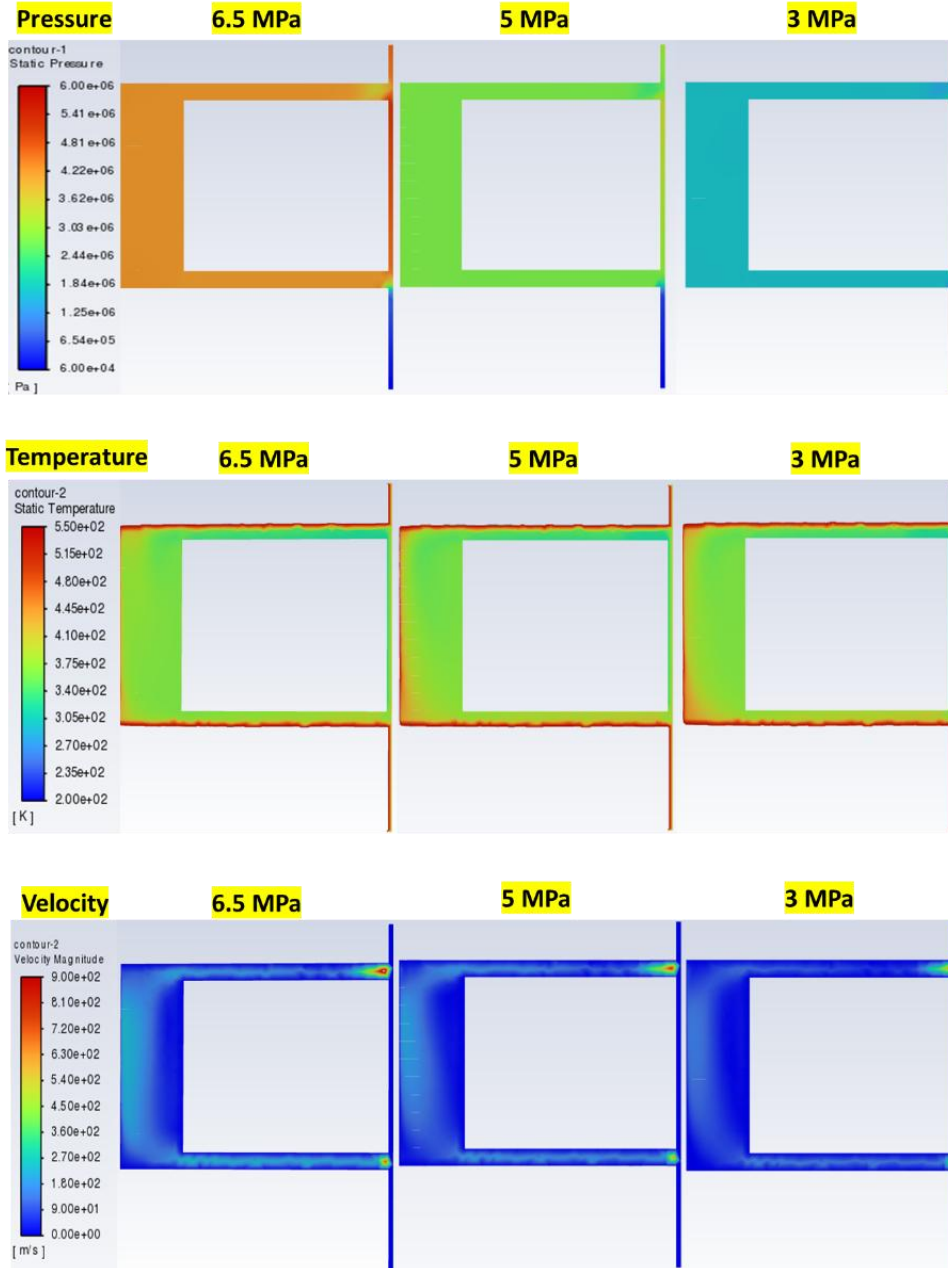 Pressure 6.5 MPa 5 MPa 3 MPa
contour-1
Static Pressure
6.00e+06
5.41e+06
4.81e+06
4.22e+06
3.62e+06
3.03e+06
2.44e+06
1.84e+06
1.25e+06
6.54e+05
6.00e+04
[ Pa ]
Temperature 6.5 MPa 5 MPa 3 MPa
contour-2
Static Temperature
5.50e+02
5.15e+02
4.80e+02
4.45e+02
4.10e+02
3.75e+02
3.40e+02
3.05e+02
2.70e+02
2.35e+02
2.00e+02
[ K ]
Velocity 6.5 MPa 5 MPa 3 MPa
contour-2
Velocity Magnitude
9.00e+02
8.10e+02
7.20e+02
6.30e+02
5.40e+02
4.50e+02
3.60e+02
2.70e+02
1.80e+02
9.00e+01
0.00e+00
[ m/s ]